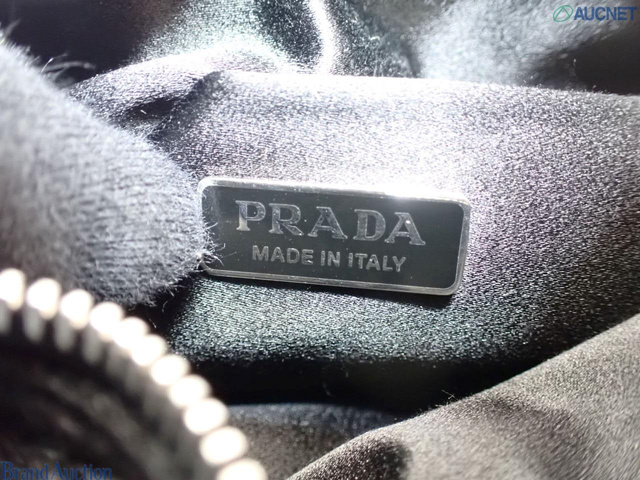 AUCNET
PRADA
MADE IN ITALY
Brand Auction